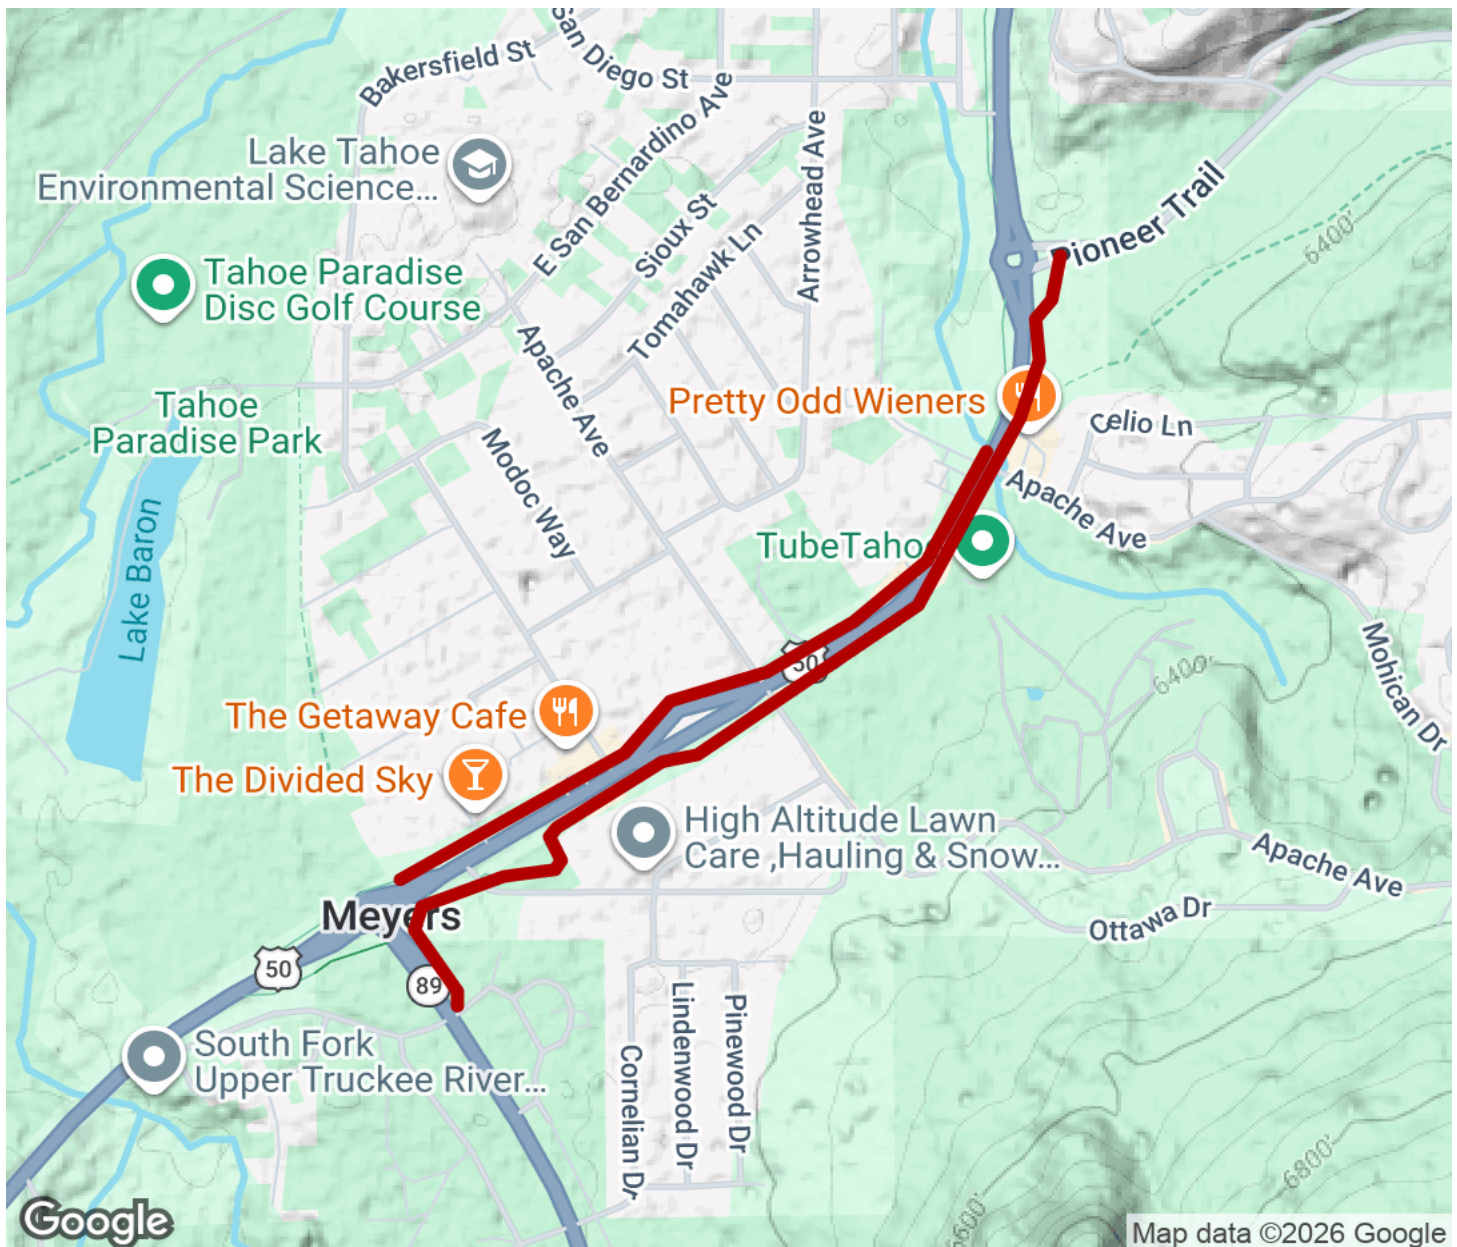 Bakersfield St
San Diego St
E San Bernardino Ave
Lake Tahoe
Environmental Science...
Arrowhead Ave
Sioux St
Pioneer Trail
6400'
Tahoe Paradise
Disc Golf Course
Tomahawk Ln
Apache Ave
Tahoe
Paradise Park
Pretty Odd Wieners
Celio Ln
Modoc Way
Apache Ave
Lake Baron
TubeTaho
50
6400'
Mohican Dr
The Getaway Cafe
The Divided Sky
High Altitude Lawn
Care ,Hauling & Snow...
Apache Ave
Ottawa Dr
Meyers
50
89
South Fork
Upper Truckee River...
Cornelian Dr
Lindenwood Dr
Pinewood Dr
6800'
6600'
Google
Map data ©2026 Google